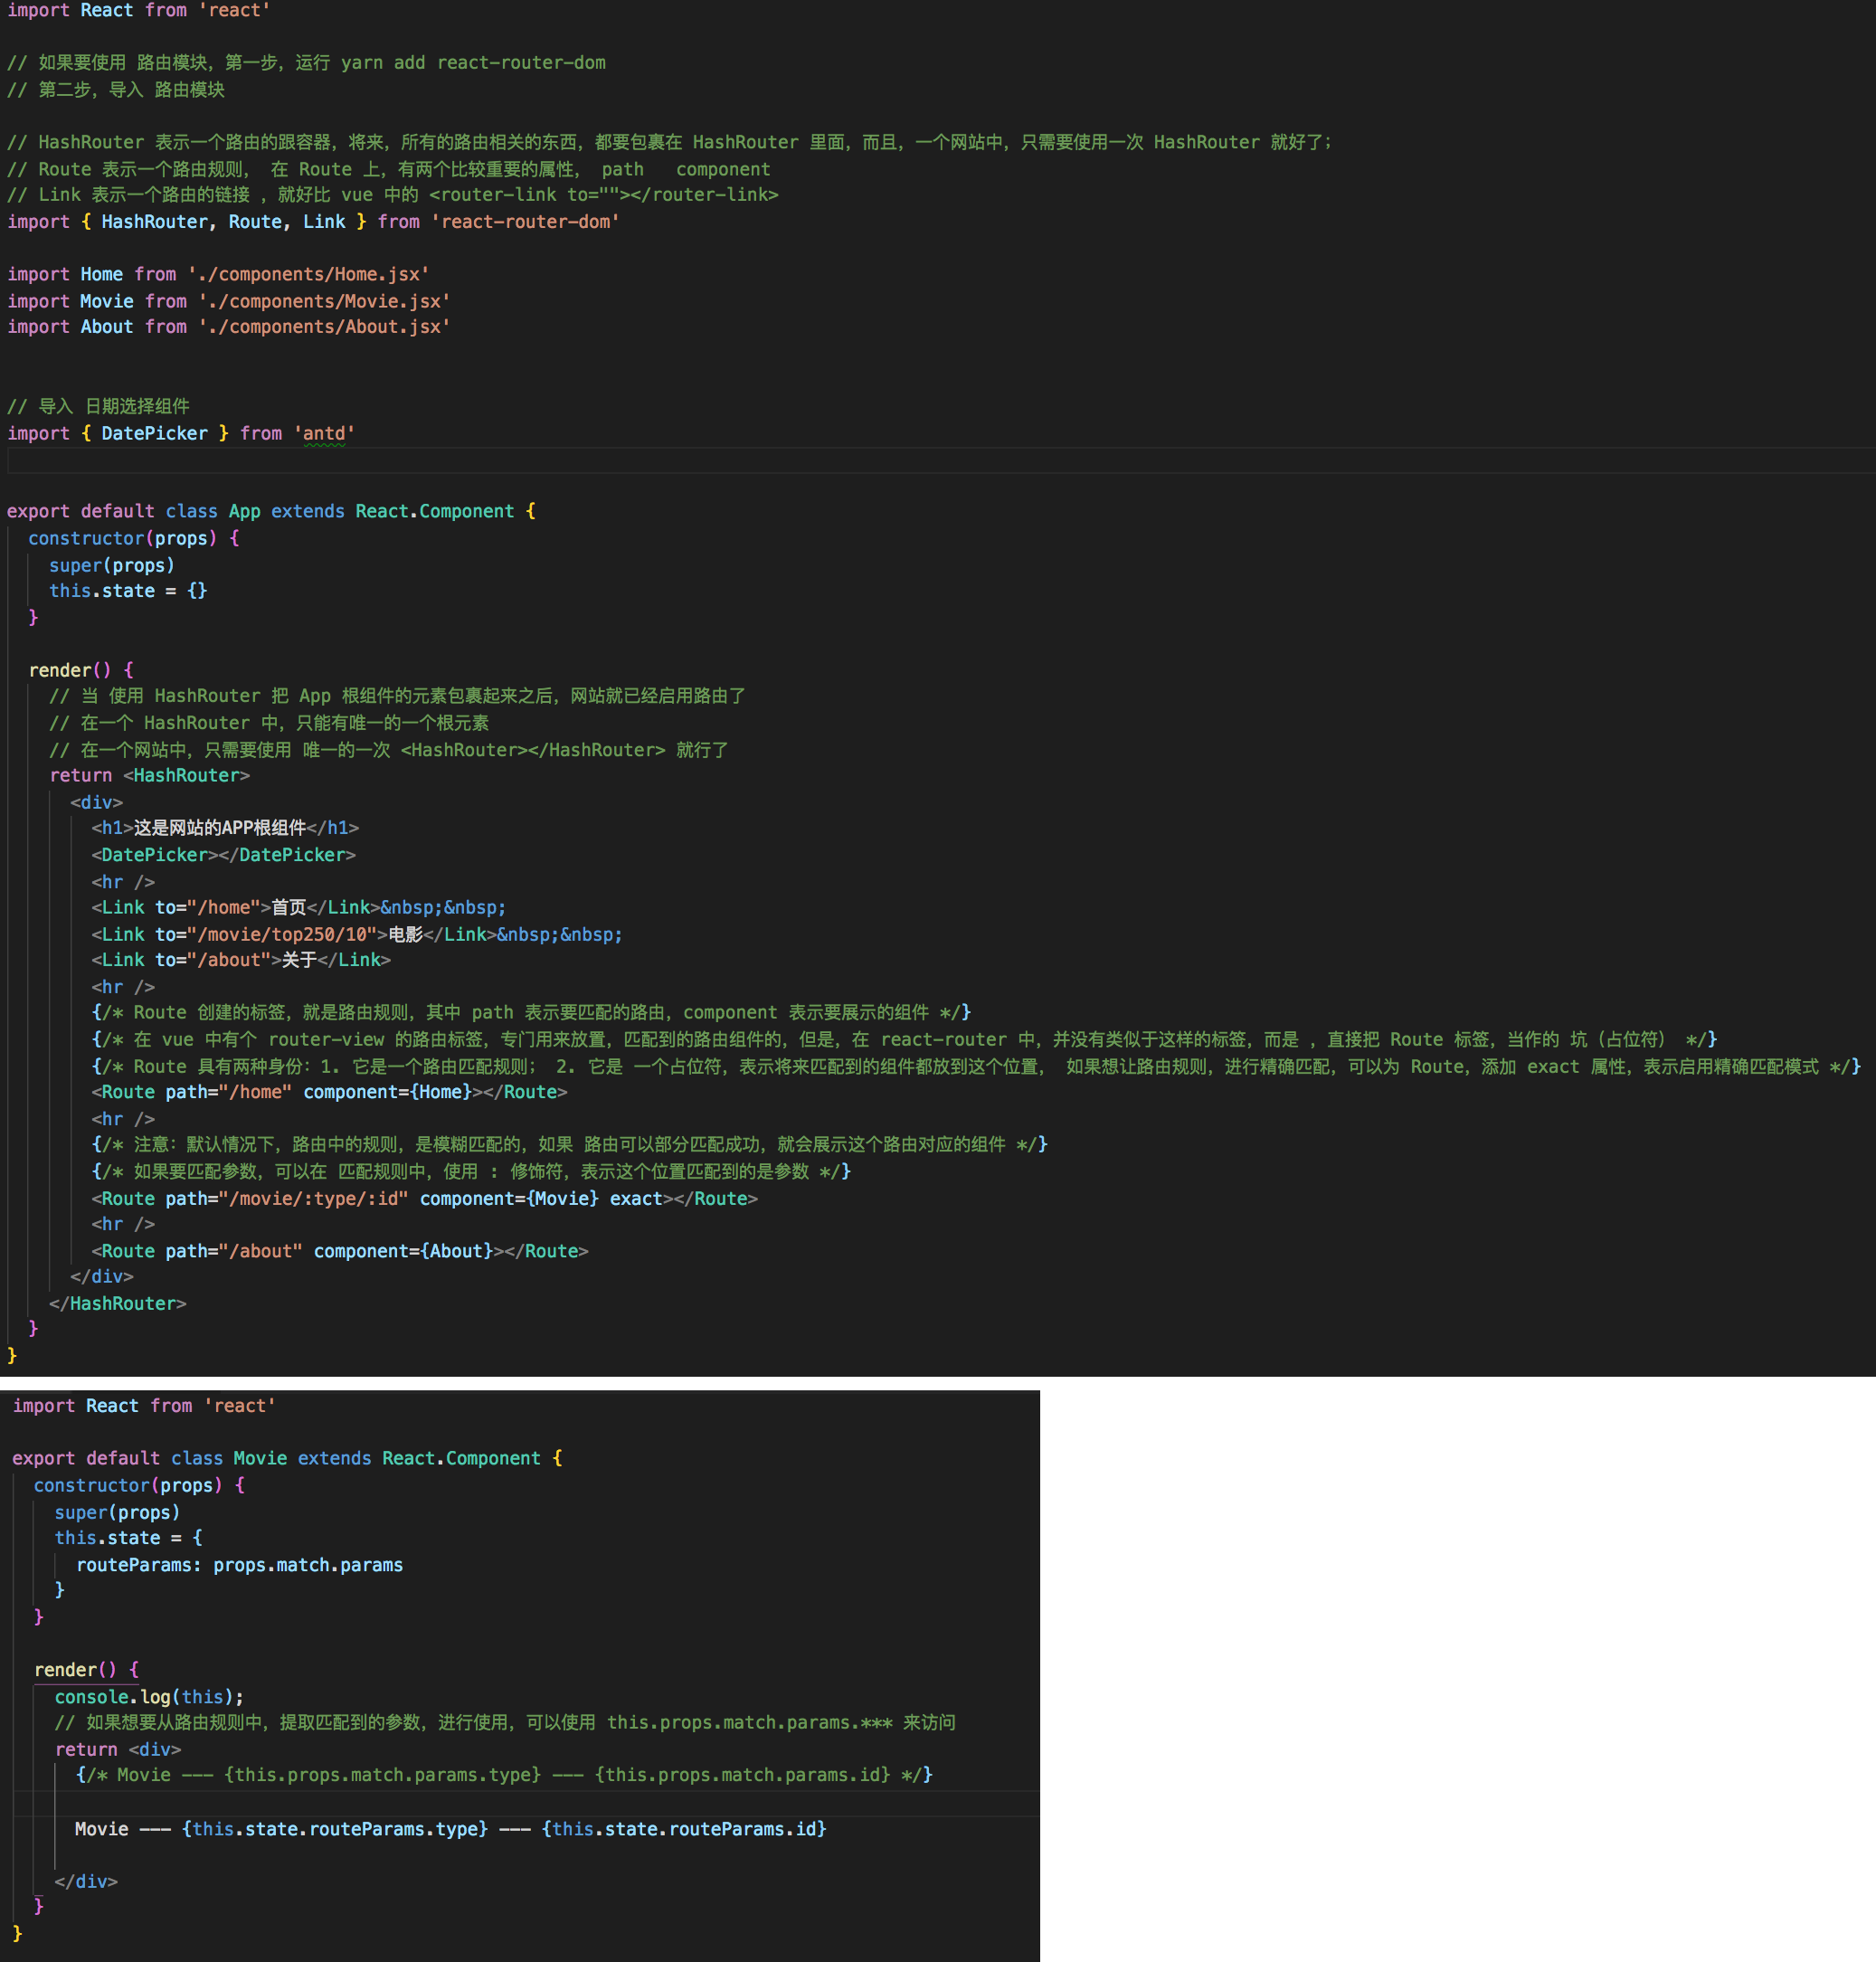 import React from 'react'
// 如果要使用 路由模块，第一步，运行 yarn add react-router-dom
// 第二步，导入 路由模块
// HashRouter 表示一个路由的跟容器，将来，所有的路由相关的东西，都要包裹在 HashRouter 里面，而且，一个网站中，只需要使用一次 HashRouter 就好了；
// Route 表示一个路由规则， 在 Route 上，有两个比较重要的属性， path   component
// Link 表示一个路由的链接 ，就好比 vue 中的 <router-link to=""></router-link>
import { HashRouter, Route, Link } from 'react-router-dom'
import Home from './components/Home.jsx'
import Movie from './components/Movie.jsx'
import About from './components/About.jsx'
// 导入 日期选择组件
import { DatePicker } from 'antd'
export default class App extends React.Component {
constructor(props) {
super(props)
this.state = {}
}
render() {
// 当 使用 HashRouter 把 App 根组件的元素包裹起来之后，网站就已经启用路由了
// 在一个 HashRouter 中，只能有唯一的一个根元素
// 在一个网站中，只需要使用 唯一的一次 <HashRouter></HashRouter> 就行了
return <HashRouter>
<div>
<h1>这是网站的APP根组件</h1>
<DatePicker></DatePicker>
<hr />
<Link to="/home">首页</Link>&nbsp;&nbsp;
<Link to="/movie/top250/10">电影</Link>&nbsp;&nbsp;
<Link to="/about">关于</Link>
<hr />
{/* Route 创建的标签，就是路由规则，其中 path 表示要匹配的路由，component 表示要展示的组件 */}
{/* 在 vue 中有个 router-view 的路由标签，专门用来放置，匹配到的路由组件的，但是，在 react-router 中，并没有类似于这样的标签，而是 ，直接把 Route 标签，当作的 坑（占位符） */}
{/* Route 具有两种身份：1. 它是一个路由匹配规则； 2. 它是 一个占位符，表示将来匹配到的组件都放到这个位置， 如果想让路由规则，进行精确匹配，可以为 Route，添加 exact 属性，表示启用精确匹配模式 */}
<Route path="/home" component={Home}></Route>
<hr />
{/* 注意：默认情况下，路由中的规则，是模糊匹配的，如果 路由可以部分匹配成功，就会展示这个路由对应的组件 */}
{/* 如果要匹配参数，可以在 匹配规则中，使用 : 修饰符，表示这个位置匹配到的是参数 */}
<Route path="/movie/:type/:id" component={Movie} exact></Route>
<hr />
<Route path="/about" component={About}></Route>
</div>
</HashRouter>
}
}
import React from 'react'
export default class Movie extends React.Component {
constructor(props) {
super(props)
this.state = {
routeParams: props.match.params
}
}
render() {
console.log(this);
// 如果想要从路由规则中，提取匹配到的参数，进行使用，可以使用 this.props.match.params.*** 来访问
return <div>
{/* Movie --- {this.props.match.params.type} --- {this.props.match.params.id} */}
Movie --- {this.state.routeParams.type} --- {this.state.routeParams.id}
</div>
}
}